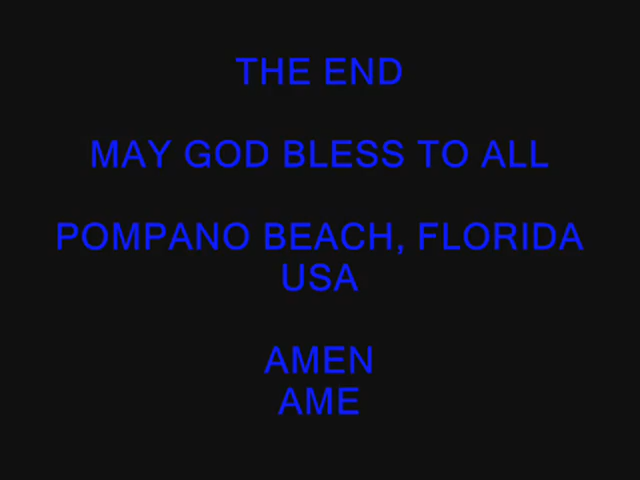 THE END
MAY GOD BLESS TO ALL
POMPANO BEACH, FLORIDA
USA
AMEN
AME